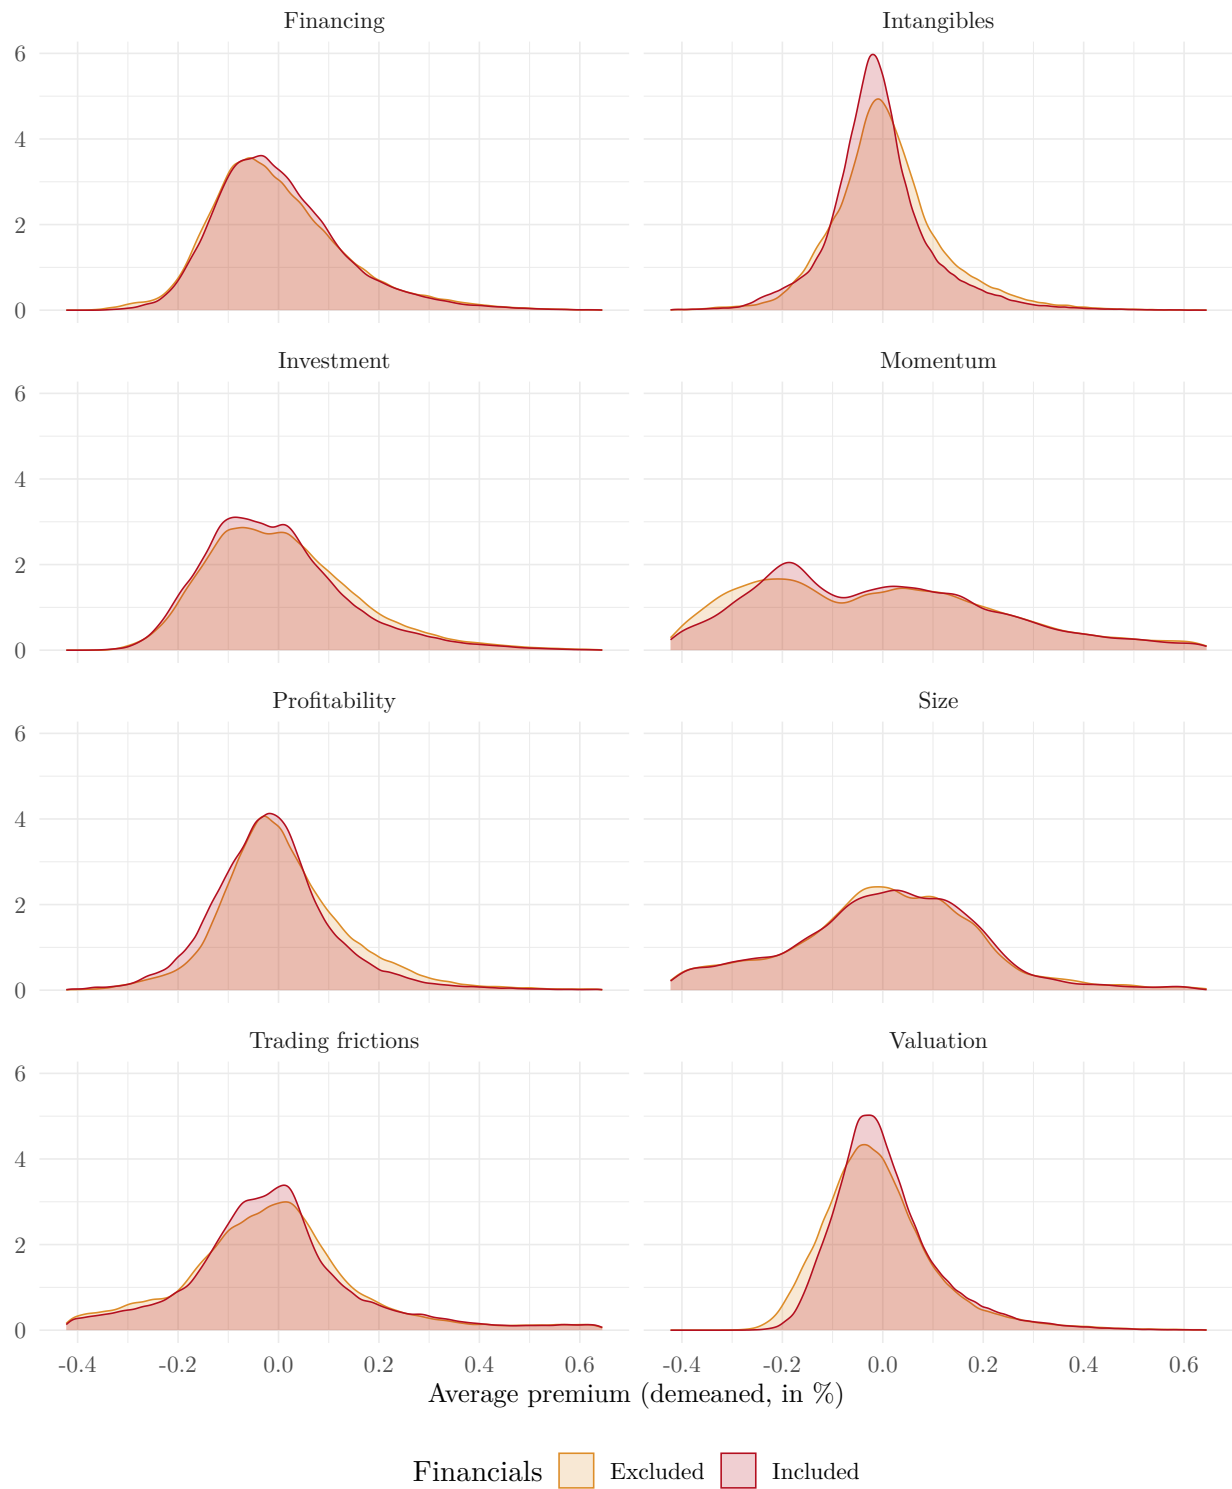 Financing
Intangibles
6
4
2
0
Investment
Momentum
6
4
2
0
Profitability
Size
6
4
2
0
Trading frictions
Valuation
6
4
2
0
-0.4 -0.2 0.0 0.2 0.4 0.6
-0.4 -0.2 0.0 0.2 0.4 0.6
Average premium (demeaned, in %)
Financials Excluded Included